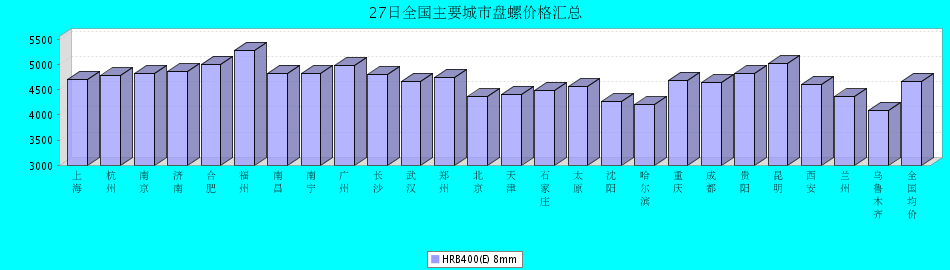 27日全国主要城市盘螺价格汇总
5500
5000
4500
4000
3500
3000
上海 杭州 南京 济南 合肥 福州 南昌 南宁 广州 长沙 武汉 郑州 北京 天津 石家庄 太原 沈阳 哈尔滨 重庆 成都 贵阳 昆明 西安 兰州 乌鲁木齐 全国均价
HRB400(E) 8mm